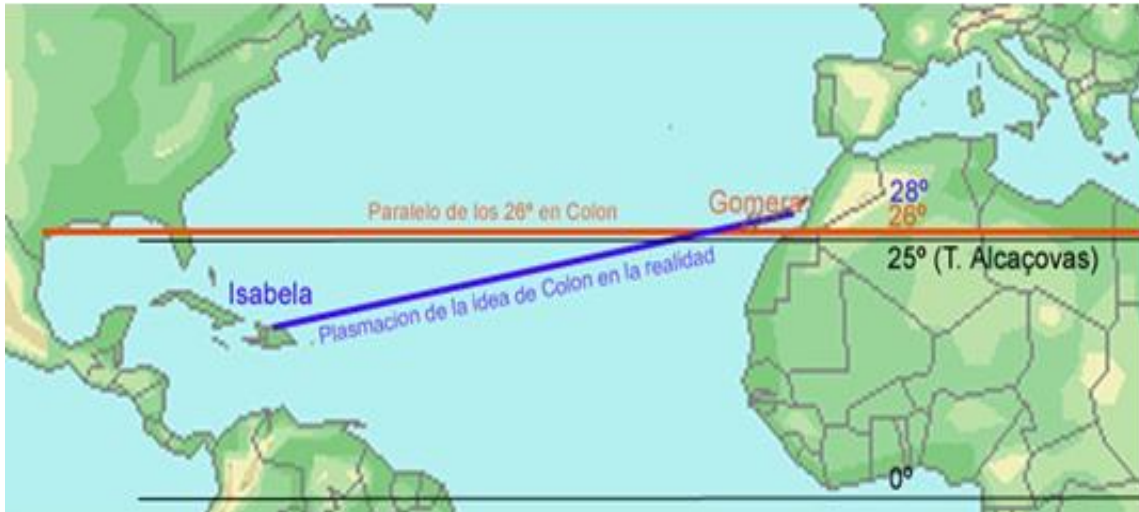 Paralelo de los 26º en Colon
Gomera
28º
26º
25º (T. Alcaçovas)
Isabela
Plasmacion de la idea de Colon en la realidad
0º